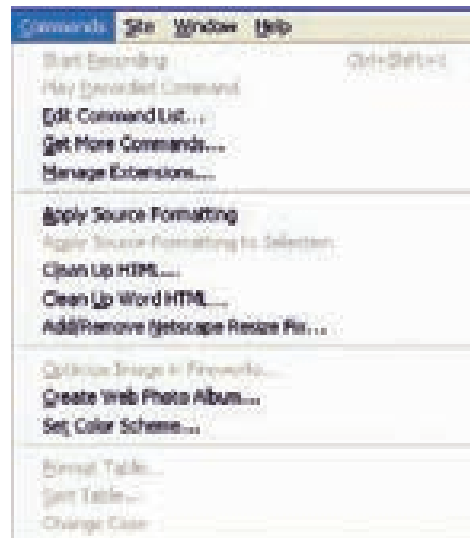 Commands Site Window Help
Start Recording Ctrl+Shift+X
Play Recorded Command
Edit Command List...
Get More Commands...
Manage Extensions...
Apply Source Formatting
Apply Source Formatting to Selection
Clean Up HTML...
Clean Up Word HTML...
Add/Remove Netscape Resize Fix...
Optimize Image in Fireworks...
Create Web Photo Album...
Set Color Scheme...
Format Table...
Sort Table...
Change Case